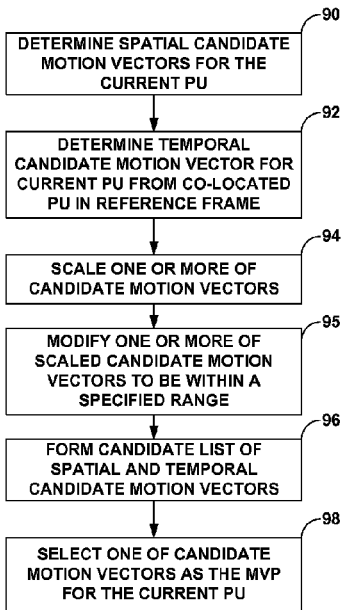 90
DETERMINE SPATIAL CANDIDATE
MOTION VECTORS FOR THE
CURRENT PU
92
DETERMINE TEMPORAL
CANDIDATE MOTION VECTOR FOR
CURRENT PU FROM CO-LOCATED
PU IN REFERENCE FRAME
94
SCALE ONE OR MORE OF
CANDIDATE MOTION VECTORS
95
MODIFY ONE OR MORE OF
SCALED CANDIDATE MOTION
VECTORS TO BE WITHIN A
SPECIFIED RANGE
96
FORM CANDIDATE LIST OF
SPATIAL AND TEMPORAL
CANDIDATE MOTION VECTORS
98
SELECT ONE OF CANDIDATE
MOTION VECTORS AS THE MVP
FOR THE CURRENT PU